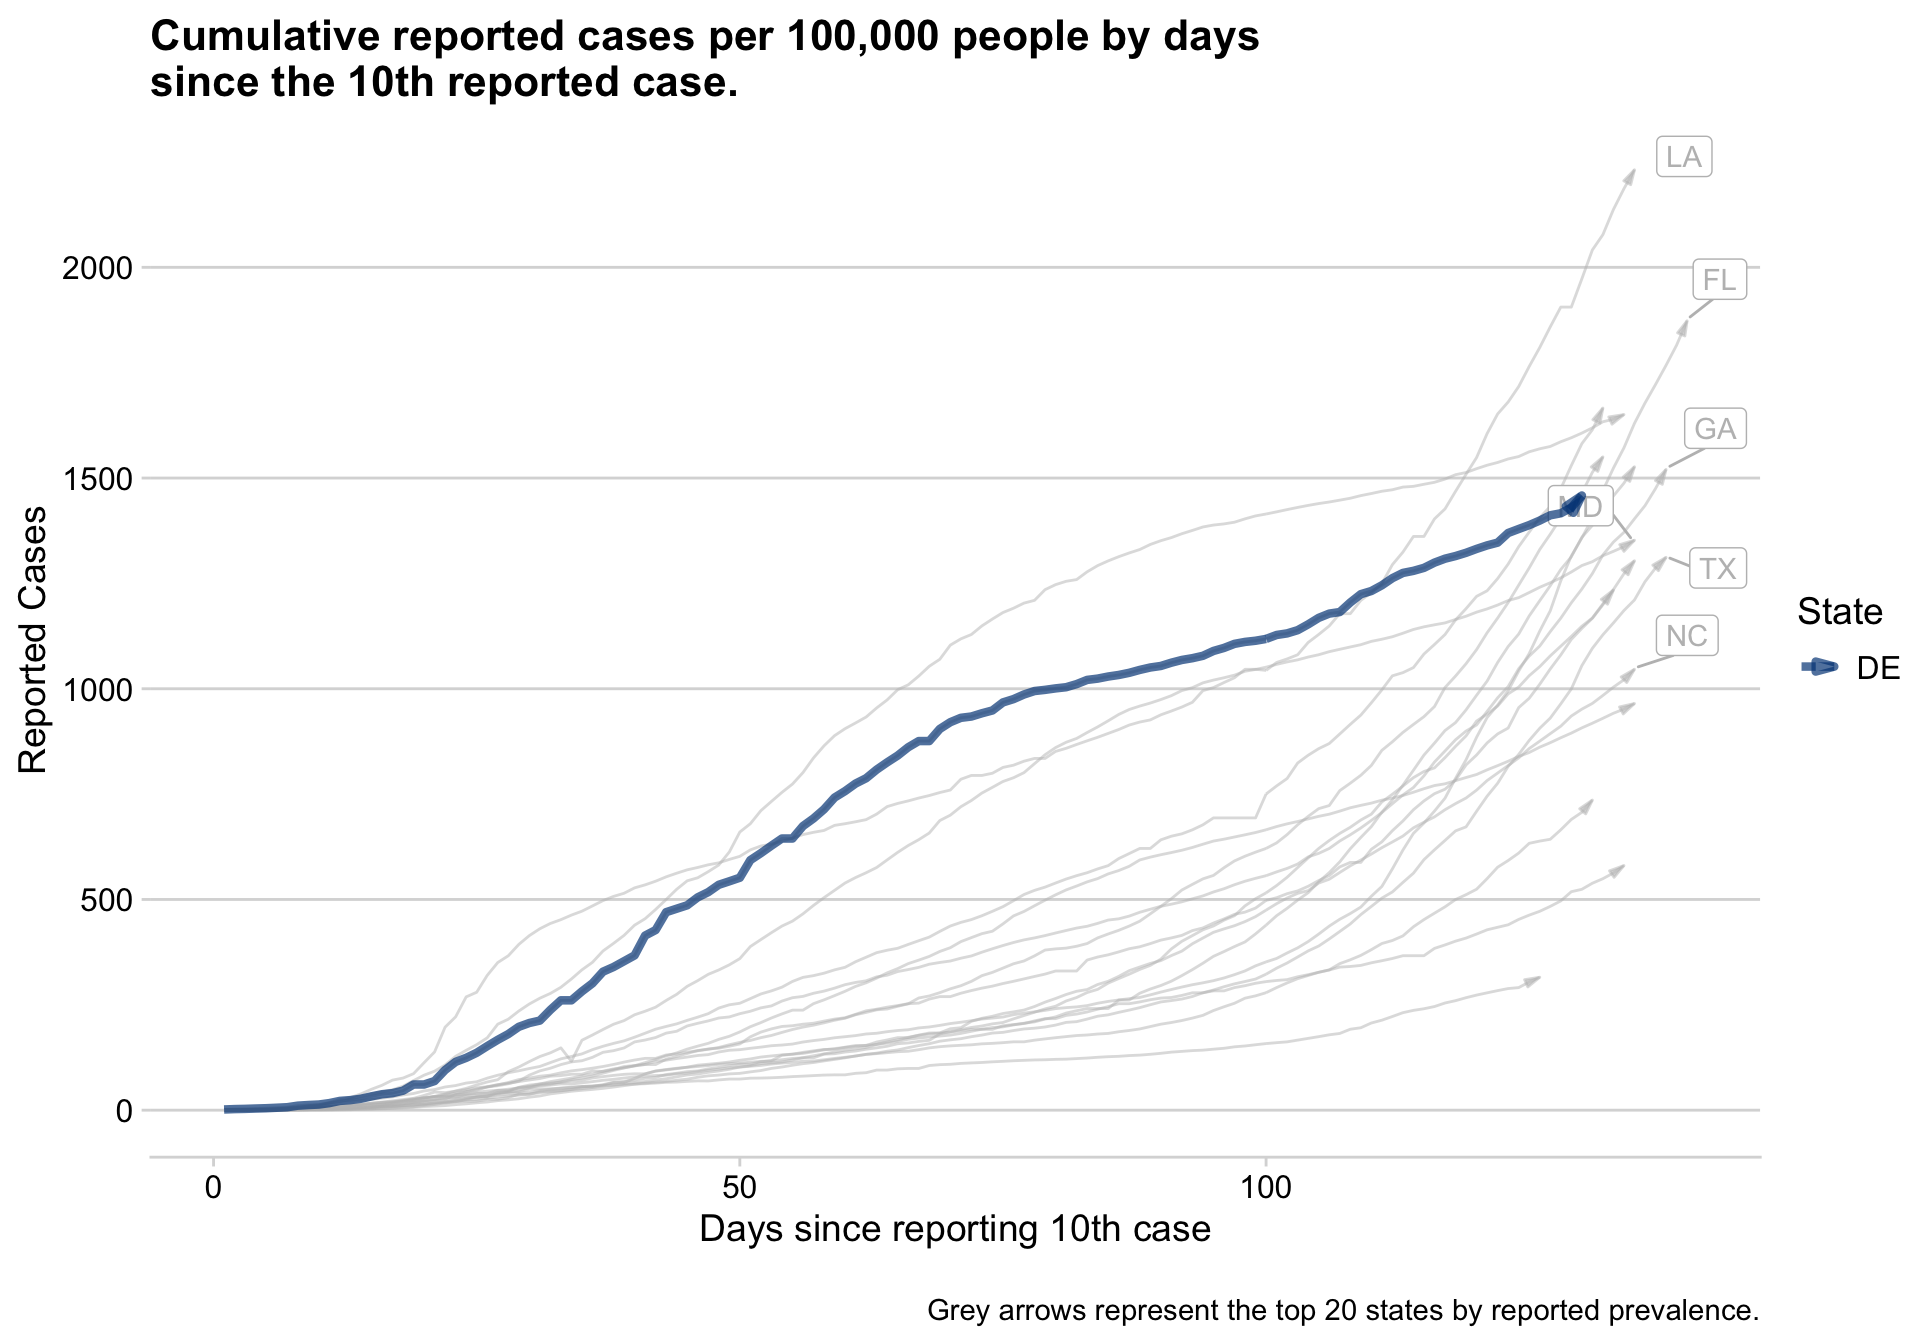 Cumulative reported cases per 100,000 people by days
since the 10th reported case.
LA
2000
FL
GA
1500
MD
TX
State
NC
DE
1000
Reported Cases
500
0
0
50
100
Days since reporting 10th case
Grey arrows represent the top 20 states by reported prevalence.